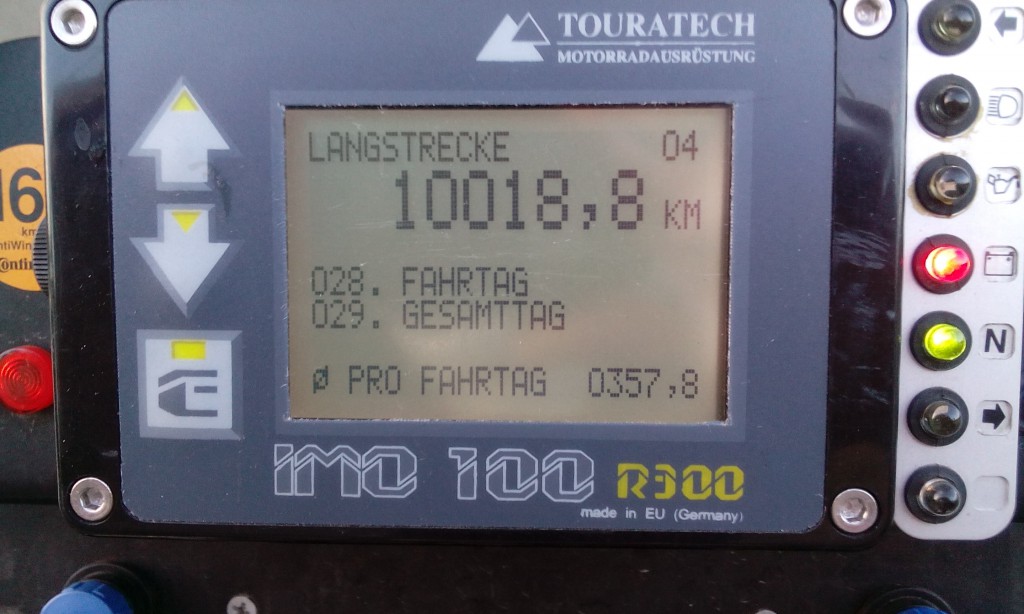 TOURATECH
MOTORRADAUSRÜSTUNG
LANGSTRECKE 04
10018,8 KM
028. FAHRTAG
029. GESAMTTAG
Ø PRO FAHRTAG 0357,8
IMO 100 R300
made in EU (Germany)
16
km
N